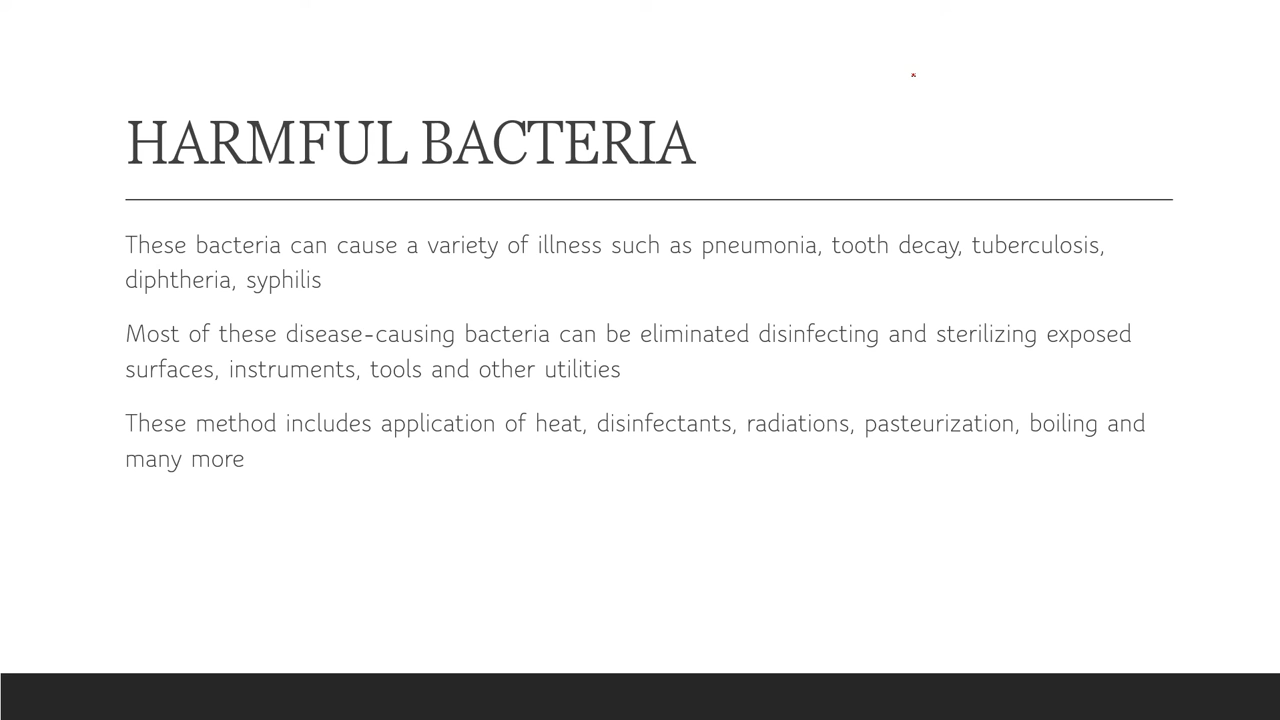 HARMFUL BACTERIA
These bacteria can cause a variety of illness such as pneumonia, tooth decay, tuberculosis,
diphtheria, syphilis
Most of these disease-causing bacteria can be eliminated disinfecting and sterilizing exposed
surfaces, instruments, tools and other utilities
These method includes application of heat, disinfectants, radiations, pasteurization, boiling and
many more